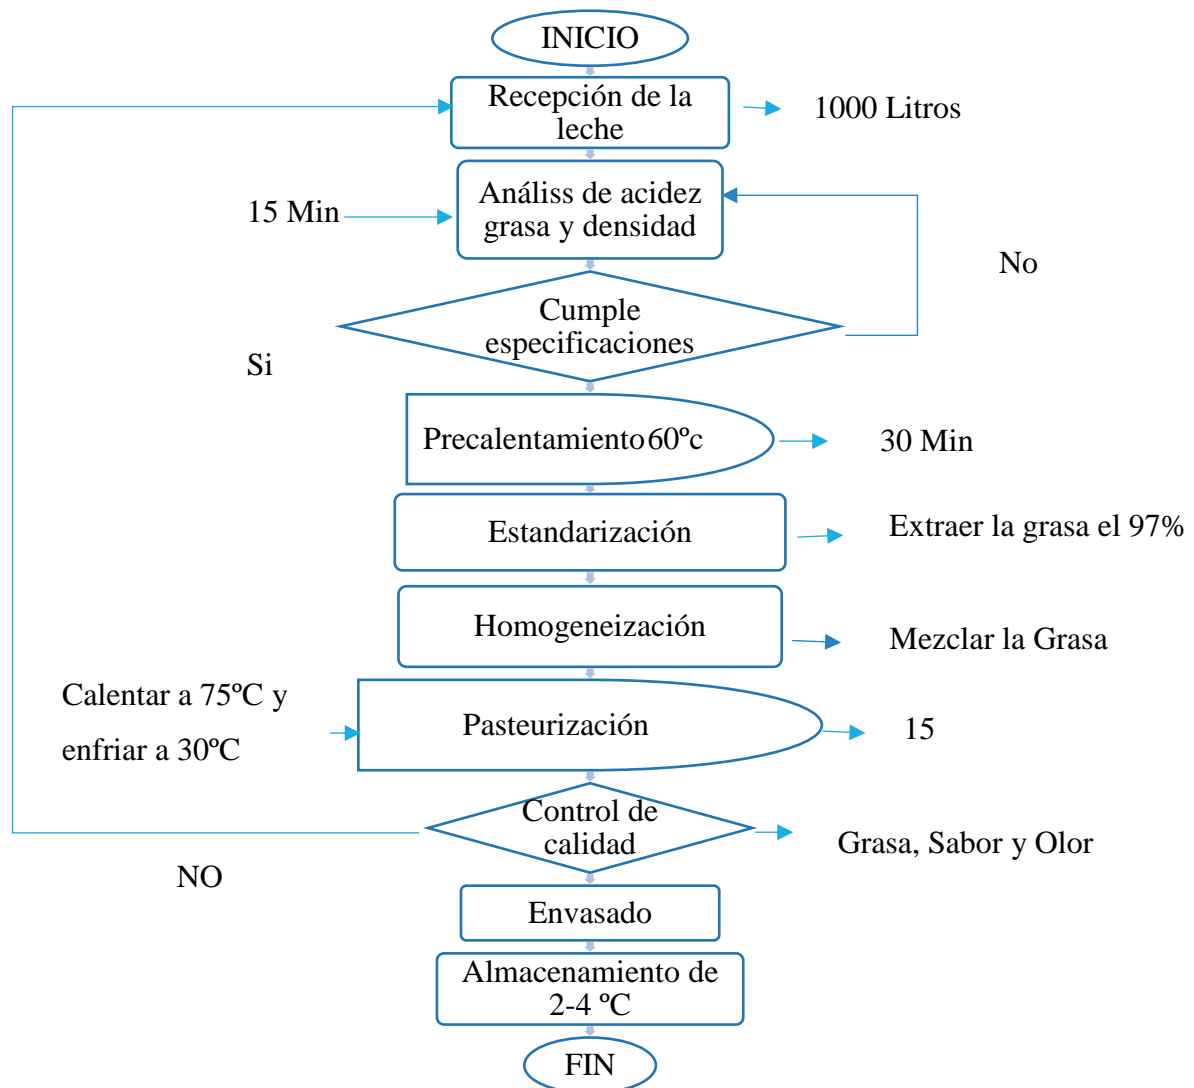 INICIO
Recepción de la
leche
1000 Litros
15 Min
Análiss de acidez
grasa y densidad
No
Cumple
especificaciones
Si
Precalentamiento 60ºc
30 Min
Estandarización
Extraer la grasa el 97%
Homogeneización
Mezclar la Grasa
Calentar a 75ºC y
enfriar a 30ºC
Pasteurización
15
Control de
calidad
Grasa, Sabor y Olor
NO
Envasado
Almacenamiento de
2-4 ºC
FIN